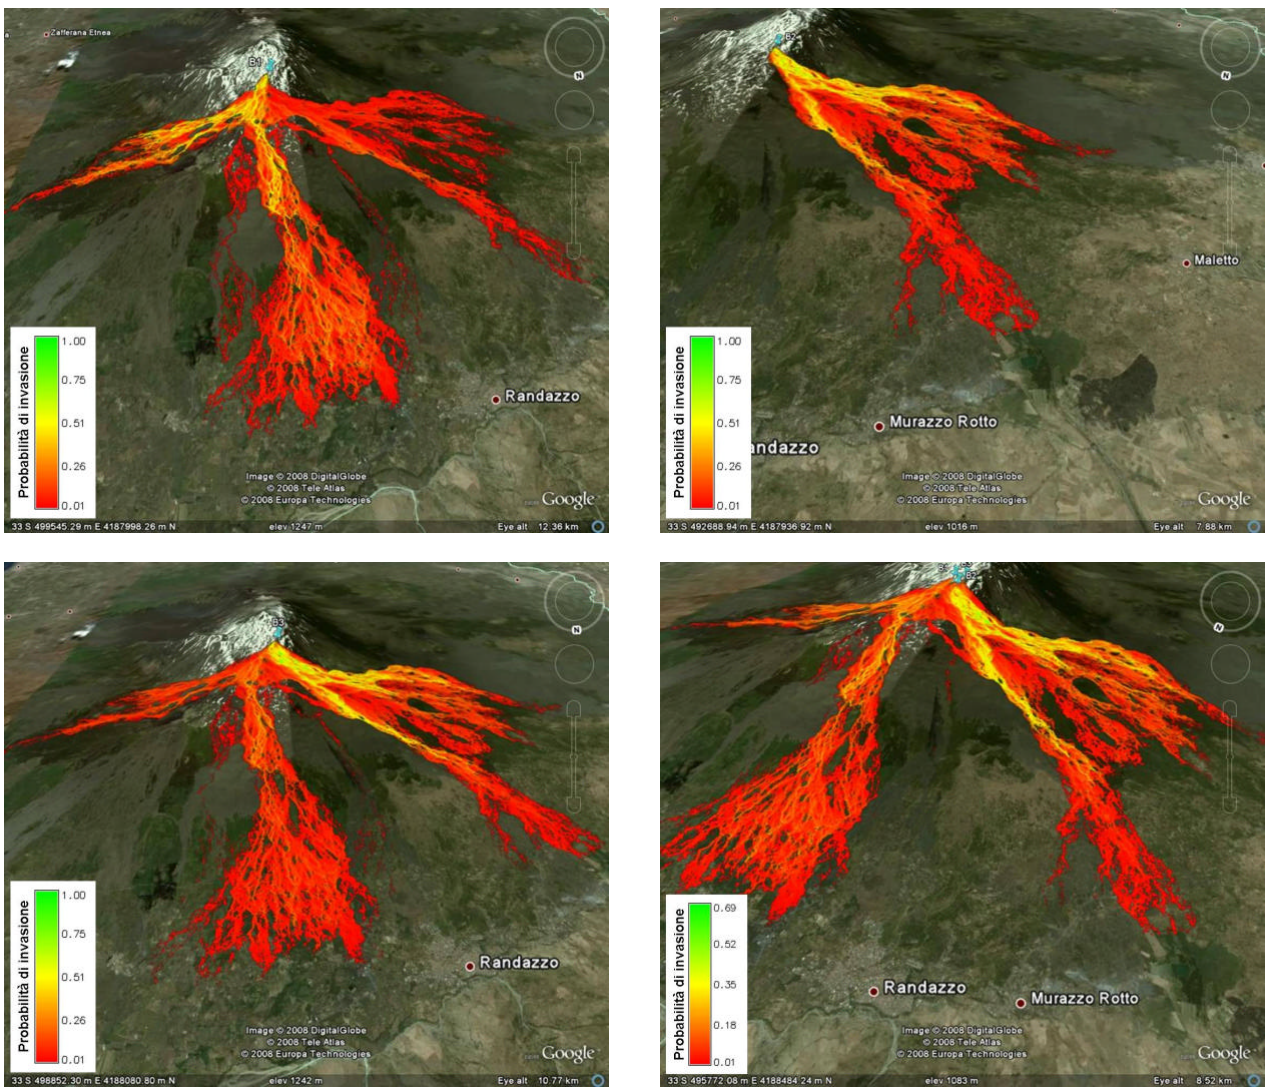 a
Zafferana Etnea
B1
N
Probabilità di invasione
1.00
0.75
0.51
0.26
0.01
Randazzo
Image © 2008 DigitalGlobe
© 2008 Tele Atlas
© 2008 Europa Technologies
Google
33 S 499545.29 m E 4187998.26 m N elev 1247 m Eye alt 12.36 km
B2
N
Maletto
Probabilità di invasione
1.00
0.75
0.51
0.26
0.01
Murazzo Rotto
andazzo
Image © 2008 DigitalGlobe
© 2008 Tele Atlas
© 2008 Europa Technologies
Google
33 S 492688.94 m E 4187936.92 m N elev 1016 m Eye alt 7.88 km
B3
N
Probabilità di invasione
1.00
0.75
0.51
0.26
0.01
Randazzo
Image © 2008 DigitalGlobe
© 2008 Tele Atlas
© 2008 Europa Technologies
Google
33 S 498852.30 m E 4188080.80 m N elev 1242 m Eye alt 10.77 km
N
Probabilità di invasione
0.69
0.52
0.35
0.18
0.01
Randazzo
Murazzo Rotto
Image © 2008 DigitalGlobe
© 2008 Tele Atlas
© 2008 Europa Technologies
Google
33 S 495772.08 m E 4188484.24 m N elev 1083 m Eye alt 8.52 km